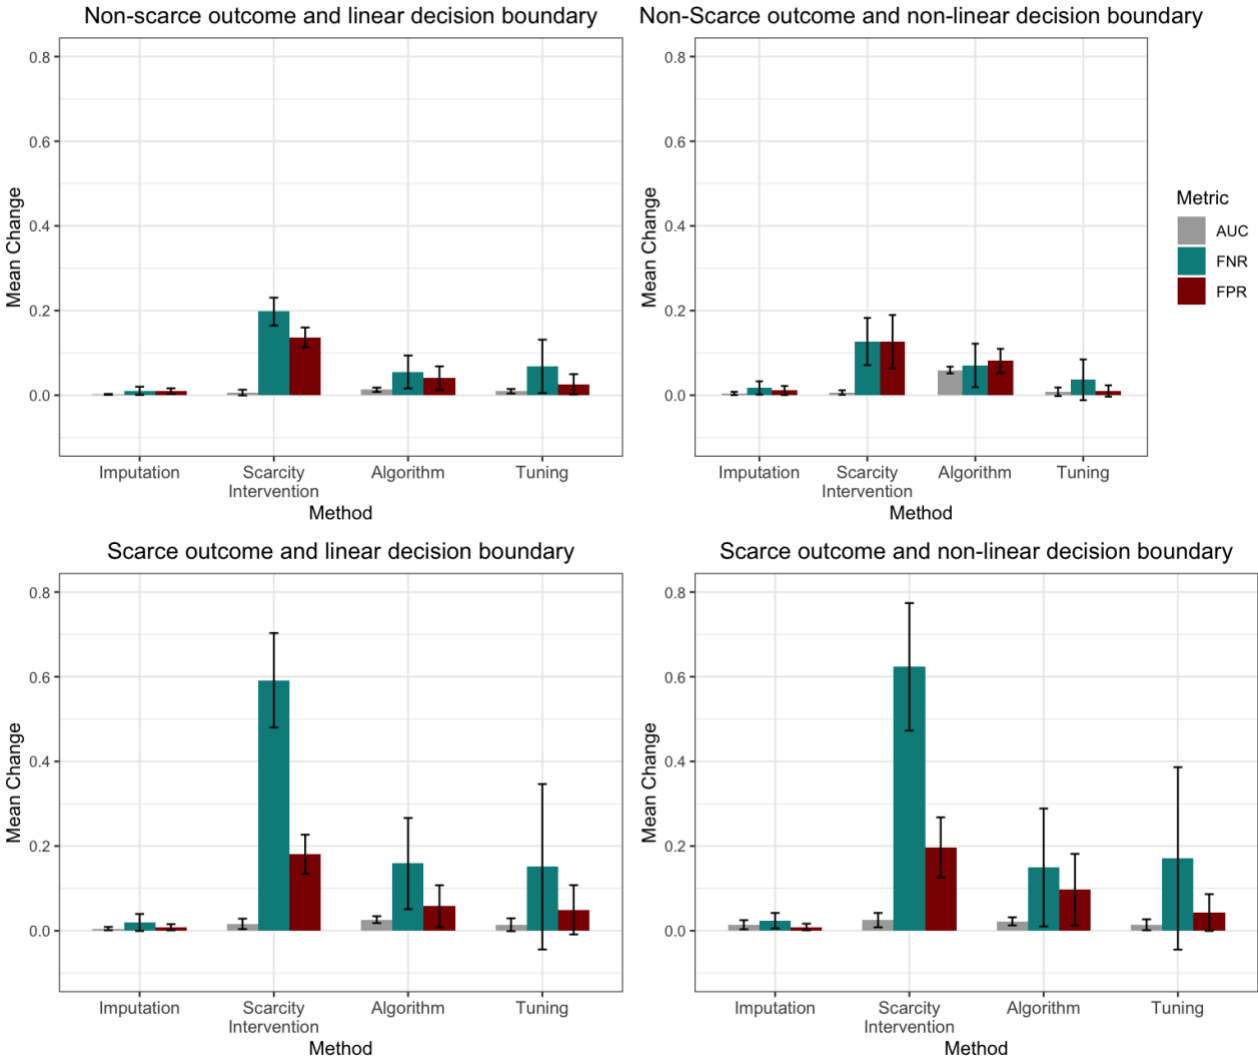 Non-scarce outcome and linear decision boundary
0.8
0.6
0.4
0.2
0.0
Mean Change
Imputation
Scarcity
Intervention
Algorithm
Tuning
Method
Non-Scarce outcome and non-linear decision boundary
0.8
0.6
0.4
0.2
0.0
Mean Change
Imputation
Scarcity
Intervention
Algorithm
Tuning
Method
Metric
AUC
FNR
FPR
Scarce outcome and linear decision boundary
0.8
0.6
0.4
0.2
0.0
Mean Change
Imputation
Scarcity
Intervention
Algorithm
Tuning
Method
Scarce outcome and non-linear decision boundary
0.8
0.6
0.4
0.2
0.0
Mean Change
Imputation
Scarcity
Intervention
Algorithm
Tuning
Method